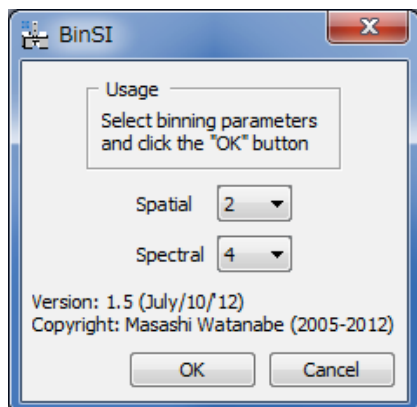 BinSI
Usage
Select binning parameters
and click the "OK" button
Spatial 2
Spectral 4
Version: 1.5 (July/10/'12)
Copyright: Masashi Watanabe (2005-2012)
OK Cancel